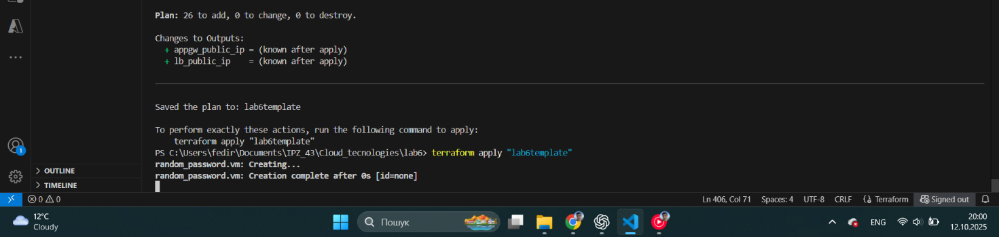 Plan: 26 to add, 0 to change, 0 to destroy.
Changes to Outputs:
+ appgw_public_ip = (known after apply)
+ lb_public_ip    = (known after apply)
Saved the plan to: lab6template
To perform exactly these actions, run the following command to apply:
terraform apply "lab6template"
PS C:\Users\fedir\Documents\IPZ_43\Cloud_tecnologies\lab6> terraform apply "lab6template"
random_password.vm: Creating...
random_password.vm: Creation complete after 0s [id=none]
1
OUTLINE
TIMELINE
0 0
Ln 406, Col 71 Spaces: 4 UTF-8 CRLF Terraform Signed out
12°C
Cloudy
Пошук
ENG
20:00
12.10.2025